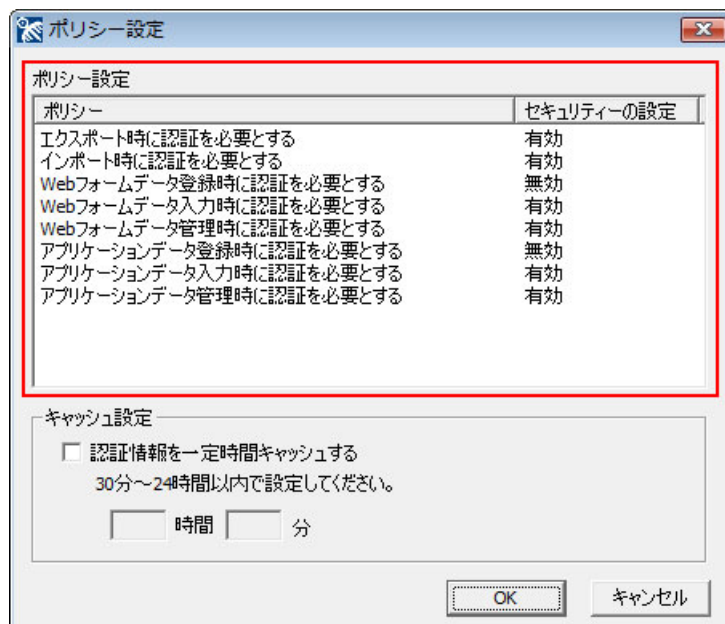 ポリシー設定
ポリシー設定
ポリシー セキュリティーの設定
エクスポート時に認証を必要とする 有効
インポート時に認証を必要とする 有効
Webフォームデータ登録時に認証を必要とする 無効
Webフォームデータ入力時に認証を必要とする 有効
Webフォームデータ管理時に認証を必要とする 有効
アプリケーションデータ登録時に認証を必要とする 無効
アプリケーションデータ入力時に認証を必要とする 有効
アプリケーションデータ管理時に認証を必要とする 有効
キャッシュ設定
認証情報を一定時間キャッシュする
30分～24時間以内で設定してください。
時間 分
OK キャンセル